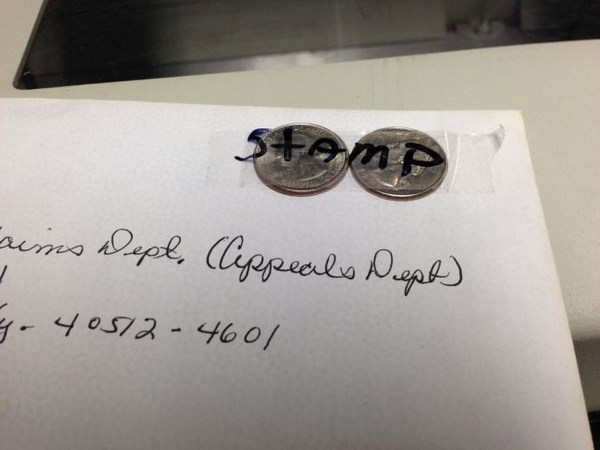 STAMP
aims Dept. (Appeals Dept)
y. 40512-4601